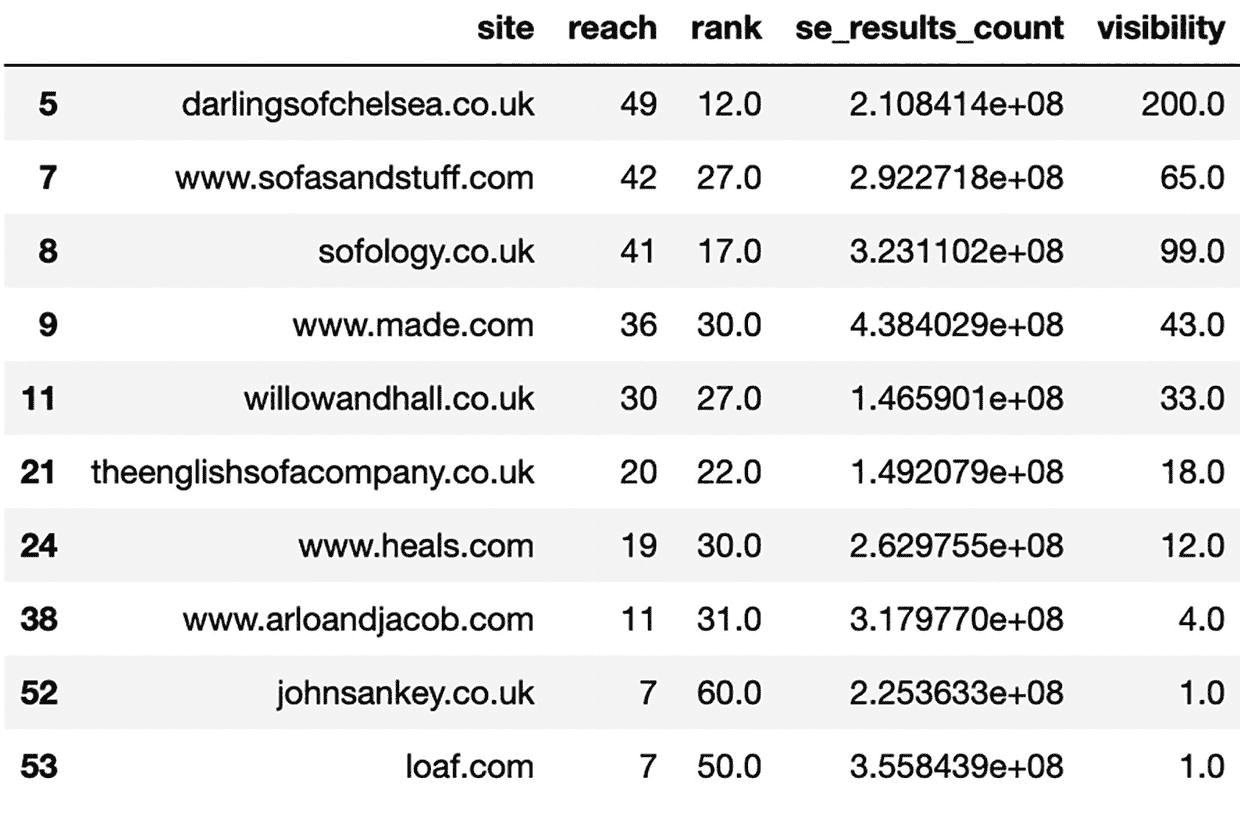 site reach rank se_results_count visibility
5 darlingsofchelsea.co.uk 49 12.0 2.108414e+08 200.0
7 www.sofasandstuff.com 42 27.0 2.922718e+08 65.0
8 sofology.co.uk 41 17.0 3.231102e+08 99.0
9 www.made.com 36 30.0 4.384029e+08 43.0
11 willowandhall.co.uk 30 27.0 1.465901e+08 33.0
21 theenglishsofacompany.co.uk 20 22.0 1.492079e+08 18.0
24 www.heals.com 19 30.0 2.629755e+08 12.0
38 www.arloandjacob.com 11 31.0 3.179770e+08 4.0
52 johnsankey.co.uk 7 60.0 2.253633e+08 1.0
53 loaf.com 7 50.0 3.558439e+08 1.0